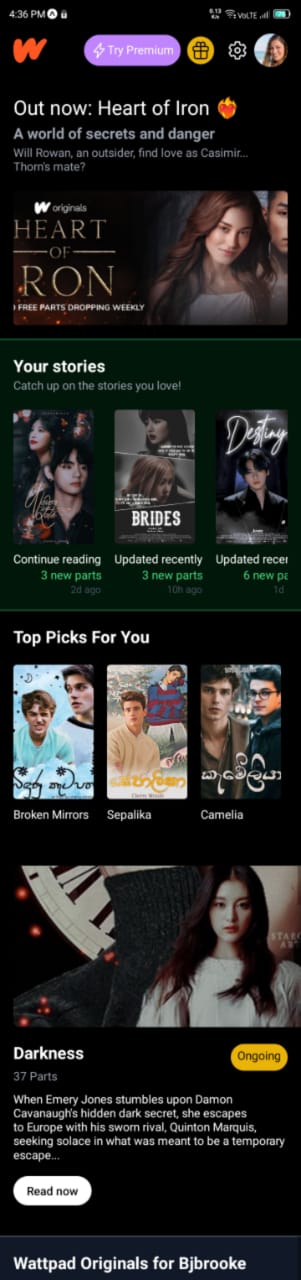 4:36 PM
0.13
K/s
VoLTE
Try Premium
Out now: Heart of Iron ❤️‍🔥
A world of secrets and danger
Will Rowan, an outsider, find love as Casimir...
Thorn's mate?
originals
HEART
OF
RON
FREE PARTS DROPPING WEEKLY
Your stories
Catch up on the stories you love!
Destiny
BRIDES
Continue reading
Updated recently
Updated recen
3 new parts
3 new parts
6 new pa
2d ago
10h ago
1d
Top Picks For You
සෙපාලිකා
කැමේලියා
Broken Mirrors
Sepalika
Camelia
Darkness
Ongoing
37 Parts
When Emery Jones stumbles upon Damon
Cavanaugh's hidden dark secret, she escapes
to Europe with his sworn rival, Quinton Marquis,
seeking solace in what was meant to be a temporary
escape...
Read now
Wattpad Originals for Bjbrooke